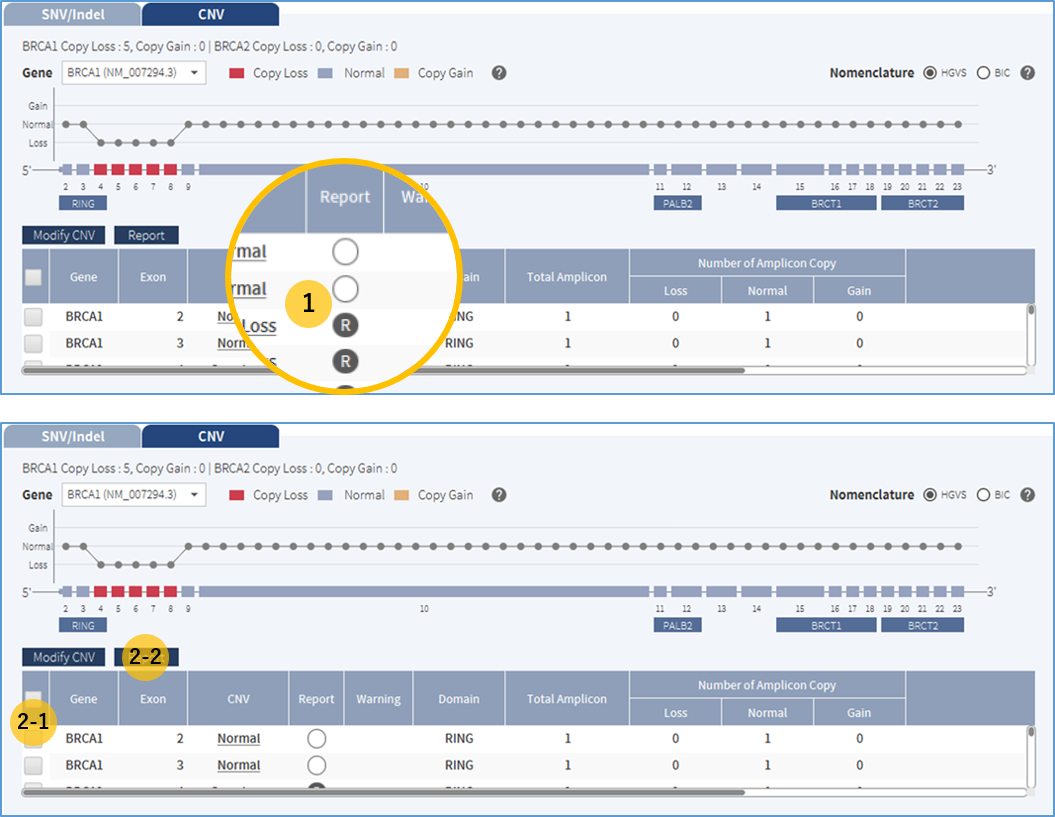 SNV/Indel CNV
BRCA1 Copy Loss : 5, Copy Gain : 0 | BRCA2 Copy Loss : 0, Copy Gain : 0
Gene BRCA1 (NM_007294.3) Copy Loss Normal Copy Gain ? Nomenclature HGVS BIC ?
Gain
Normal
Loss
5' 3'
2 3 4 5 6 7 8 9 10 11 12 13 14 15 16 17 18 19 20 21 22 23
RING PALB2 BRCT1 BRCT2
Modify CNV Report
Report
Gene Exon Total Amplicon Number of Amplicon Copy
Loss Normal Gain
BRCA1 2 1 0 1 0
BRCA1 3 1 0 1 0
rmal
rmal
1
Loss R
R
SNV/Indel CNV
BRCA1 Copy Loss : 5, Copy Gain : 0 | BRCA2 Copy Loss : 0, Copy Gain : 0
Gene BRCA1 (NM_007294.3) Copy Loss Normal Copy Gain ? Nomenclature HGVS BIC ?
Gain
Normal
Loss
5' 3'
2 3 4 5 6 7 8 9 10 11 12 13 14 15 16 17 18 19 20 21 22 23
RING PALB2 BRCT1 BRCT2
Modify CNV 2-2
Gene Exon CNV Report Warning Domain Total Amplicon Number of Amplicon Copy
Loss Normal Gain
2-1
BRCA1 2 Normal RING 1 0 1 0
BRCA1 3 Normal RING 1 0 1 0